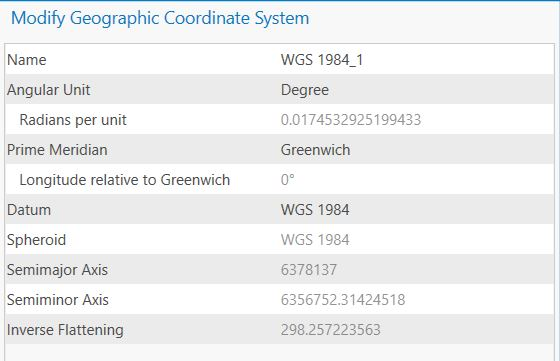 Modify Geographic Coordinate System
Name WGS 1984_1
Angular Unit Degree
Radians per unit 0.0174532925199433
Prime Meridian Greenwich
Longitude relative to Greenwich 0°
Datum WGS 1984
Spheroid WGS 1984
Semimajor Axis 6378137
Semiminor Axis 6356752.31424518
Inverse Flattening 298.257223563